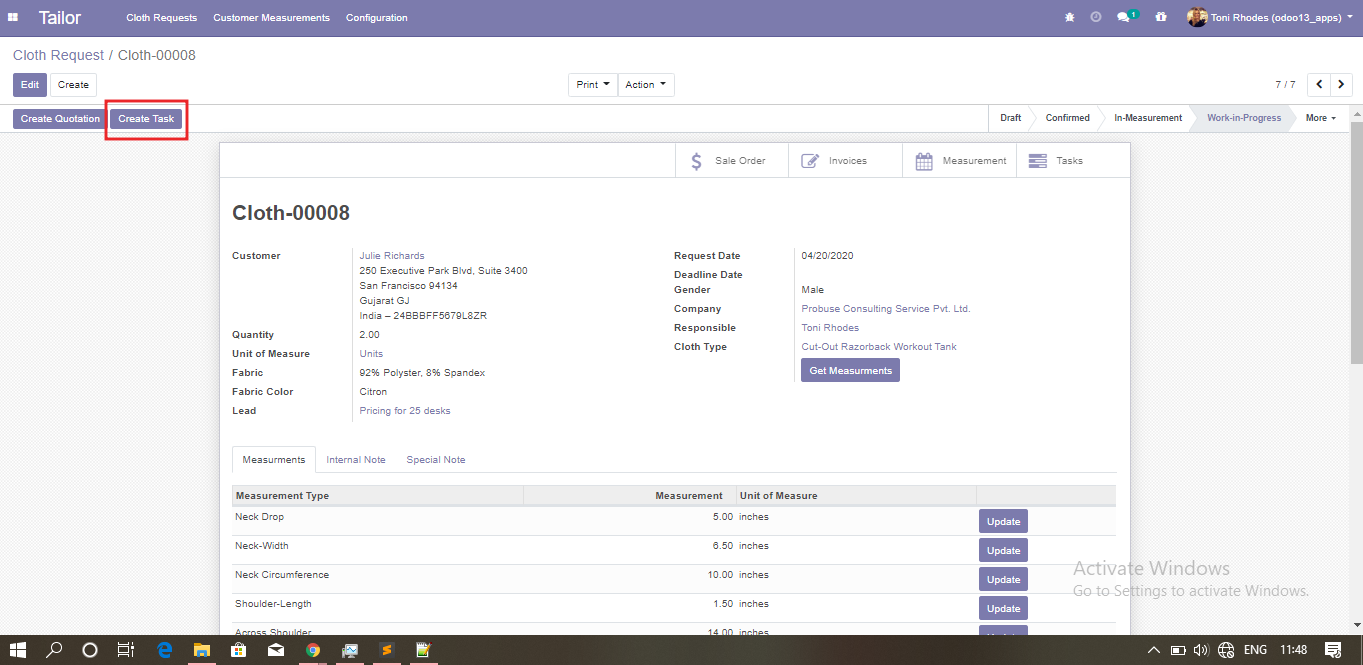 Tailor Cloth Requests Customer Measurements Configuration 1 Toni Rhodes (odoo13_apps)
Cloth Request / Cloth-00008
Edit Create Print Action 7 / 7
Create Quotation Create Task Draft Confirmed In-Measurement Work-in-Progress More
$ Sale Order Invoices Measurement Tasks
Cloth-00008
Customer Julie Richards
250 Executive Park Blvd, Suite 3400
San Francisco 94134
Gujarat GJ
India – 24BBBFF5679L8ZR
Quantity 2.00
Unit of Measure Units
Fabric 92% Polyster, 8% Spandex
Fabric Color Citron
Lead Pricing for 25 desks
Request Date 04/20/2020
Deadline Date
Gender Male
Company Probuse Consulting Service Pvt. Ltd.
Responsible Toni Rhodes
Cloth Type Cut-Out Razorback Workout Tank
Get Measurments
Measurments Internal Note Special Note
Measurement Type Measurement Unit of Measure
Neck Drop 5.00 inches Update
Neck-Width 6.50 inches Update
Neck Circumference 10.00 inches Update
Shoulder-Length 1.50 inches Update
Across Shoulder 14.00 inches Update
Activate Windows
Go to Settings to activate Windows.
ENG 11:48